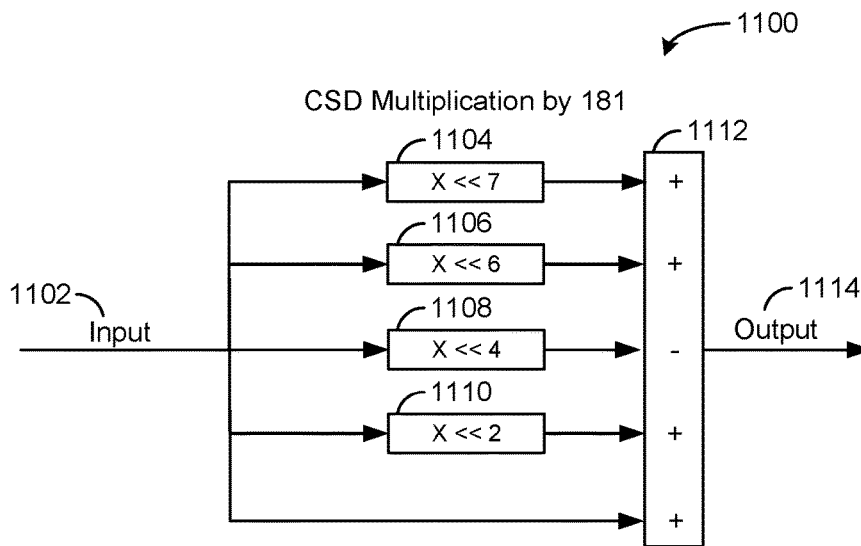 1100
CSD Multiplication by 181
1104
1112
X << 7
+
1106
X << 6
+
1102
Input
1108
X << 4
-
1114
Output
1110
X << 2
+
+